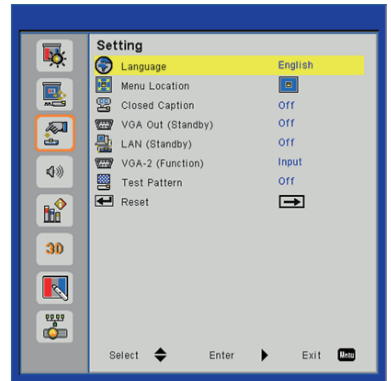 Setting
Language English
Menu Location
Closed Caption Off
VGA Out (Standby) Off
LAN (Standby) Off
VGA-2 (Function) Input
Test Pattern Off
Reset
3D
Select Enter Exit Menu